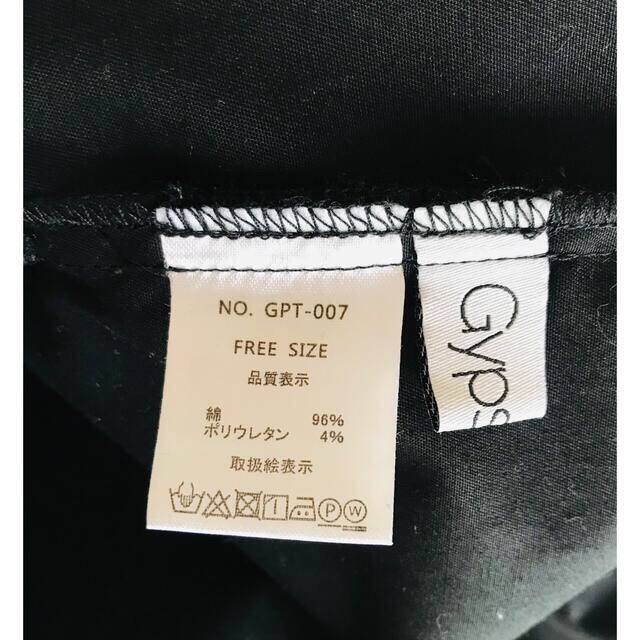 NO. GPT-007
FREE SIZE
品質表示
綿 96%
ポリウレタン 4%
取扱絵表示
P W
Gyps